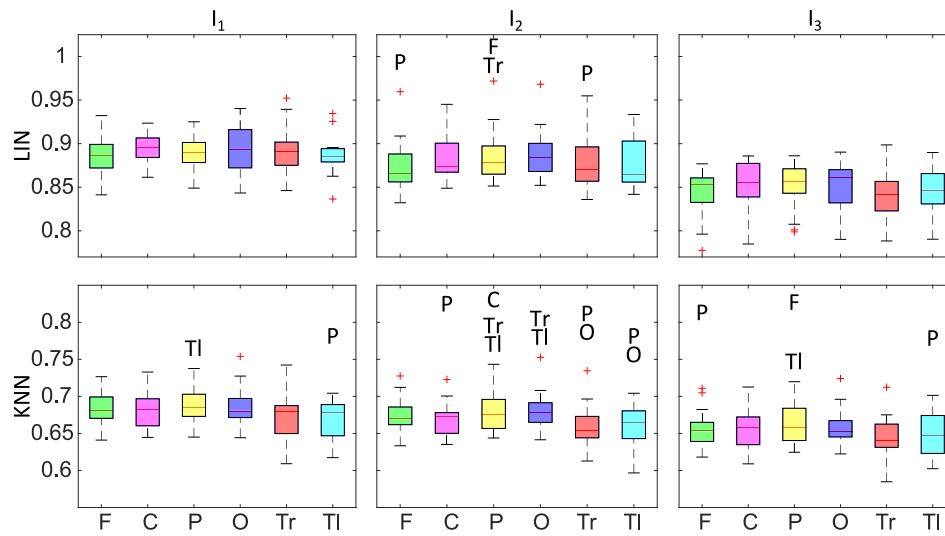 I1 I2 I3
LIN
1
0.95
0.9
0.85
0.8
P
F
Tr
P
KNN
0.8
0.75
0.7
0.65
0.6
Tl
P
P
C
Tr
Tl
Tr
Tl
P
O
P
O
P
F
Tl
P
F C P O Tr Tl F C P O Tr Tl F C P O Tr Tl